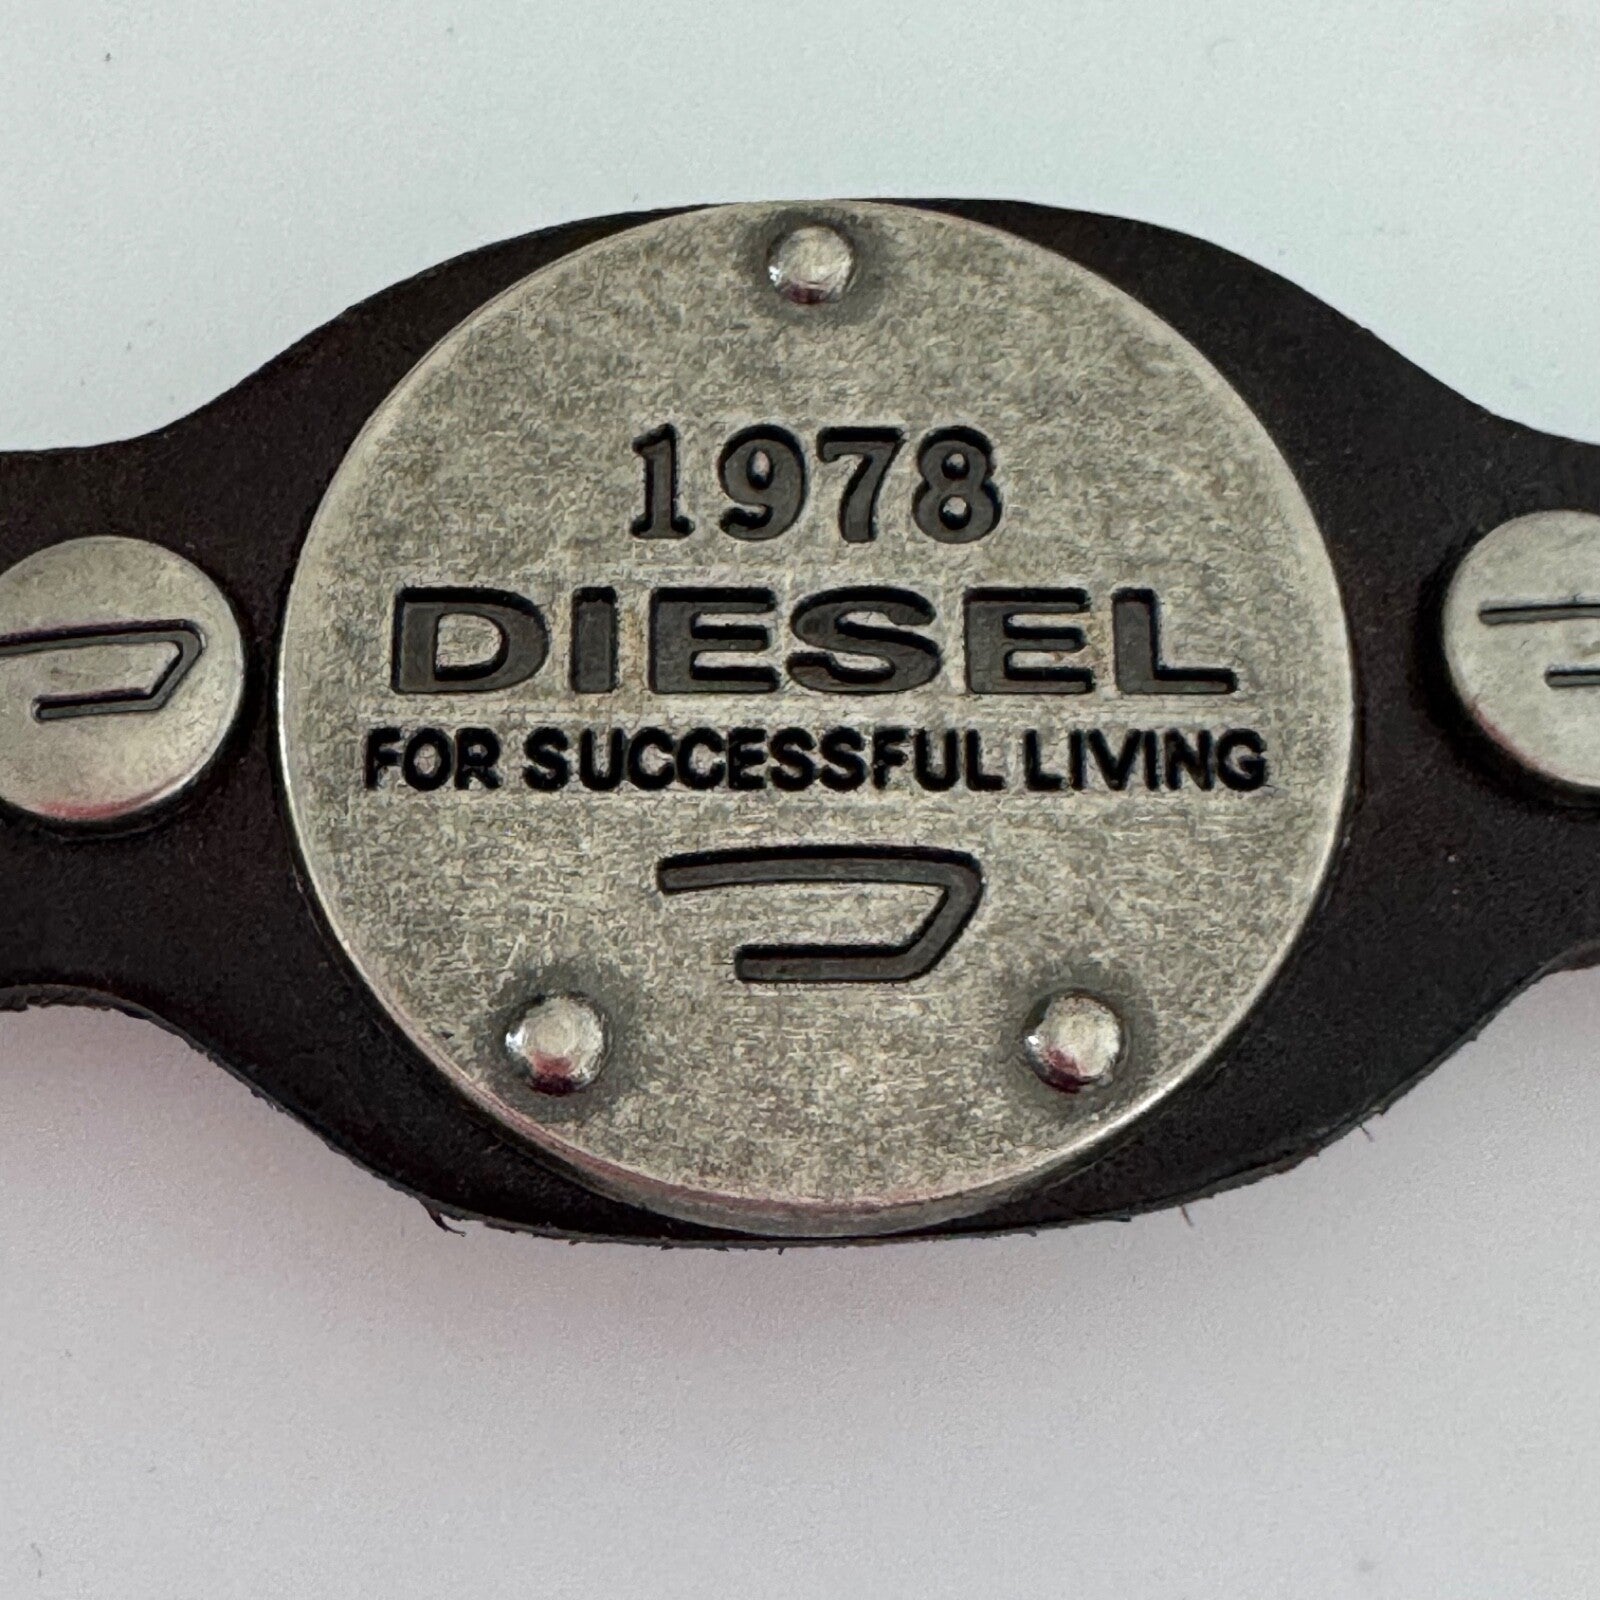 1978
DIESEL
FOR SUCCESSFUL LIVING